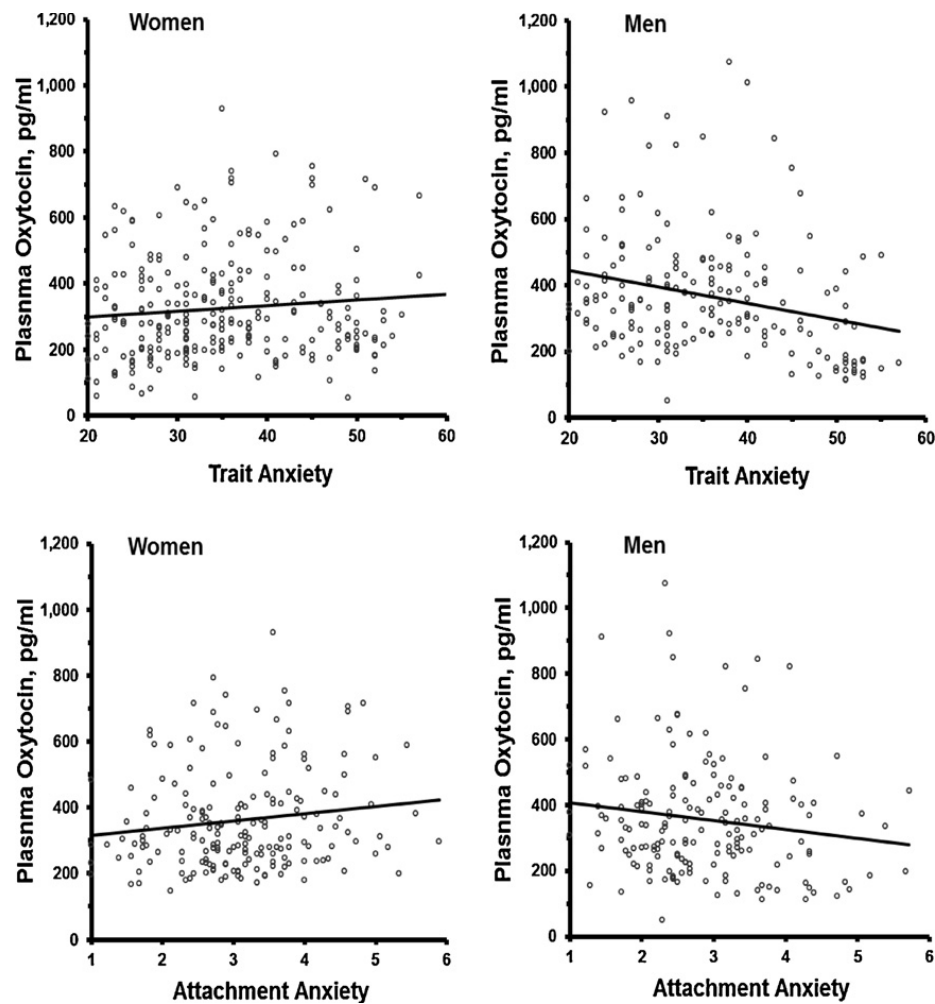 Women
Plasnma Oxytocin, pg/ml
1,200
1,000
800
600
400
200
0
20 30 40 50 60
Trait Anxiety
Men
Plasnma Oxytocin, pg/ml
1,200
1,000
800
600
400
200
0
20 30 40 50 60
Trait Anxiety
Women
Plasnma Oxytocin, pg/ml
1,200
1,000
800
600
400
200
0
1 2 3 4 5 6
Attachment Anxiety
Men
Plasnma Oxytocin, pg/ml
1,200
1,000
800
600
400
200
0
1 2 3 4 5 6
Attachment Anxiety